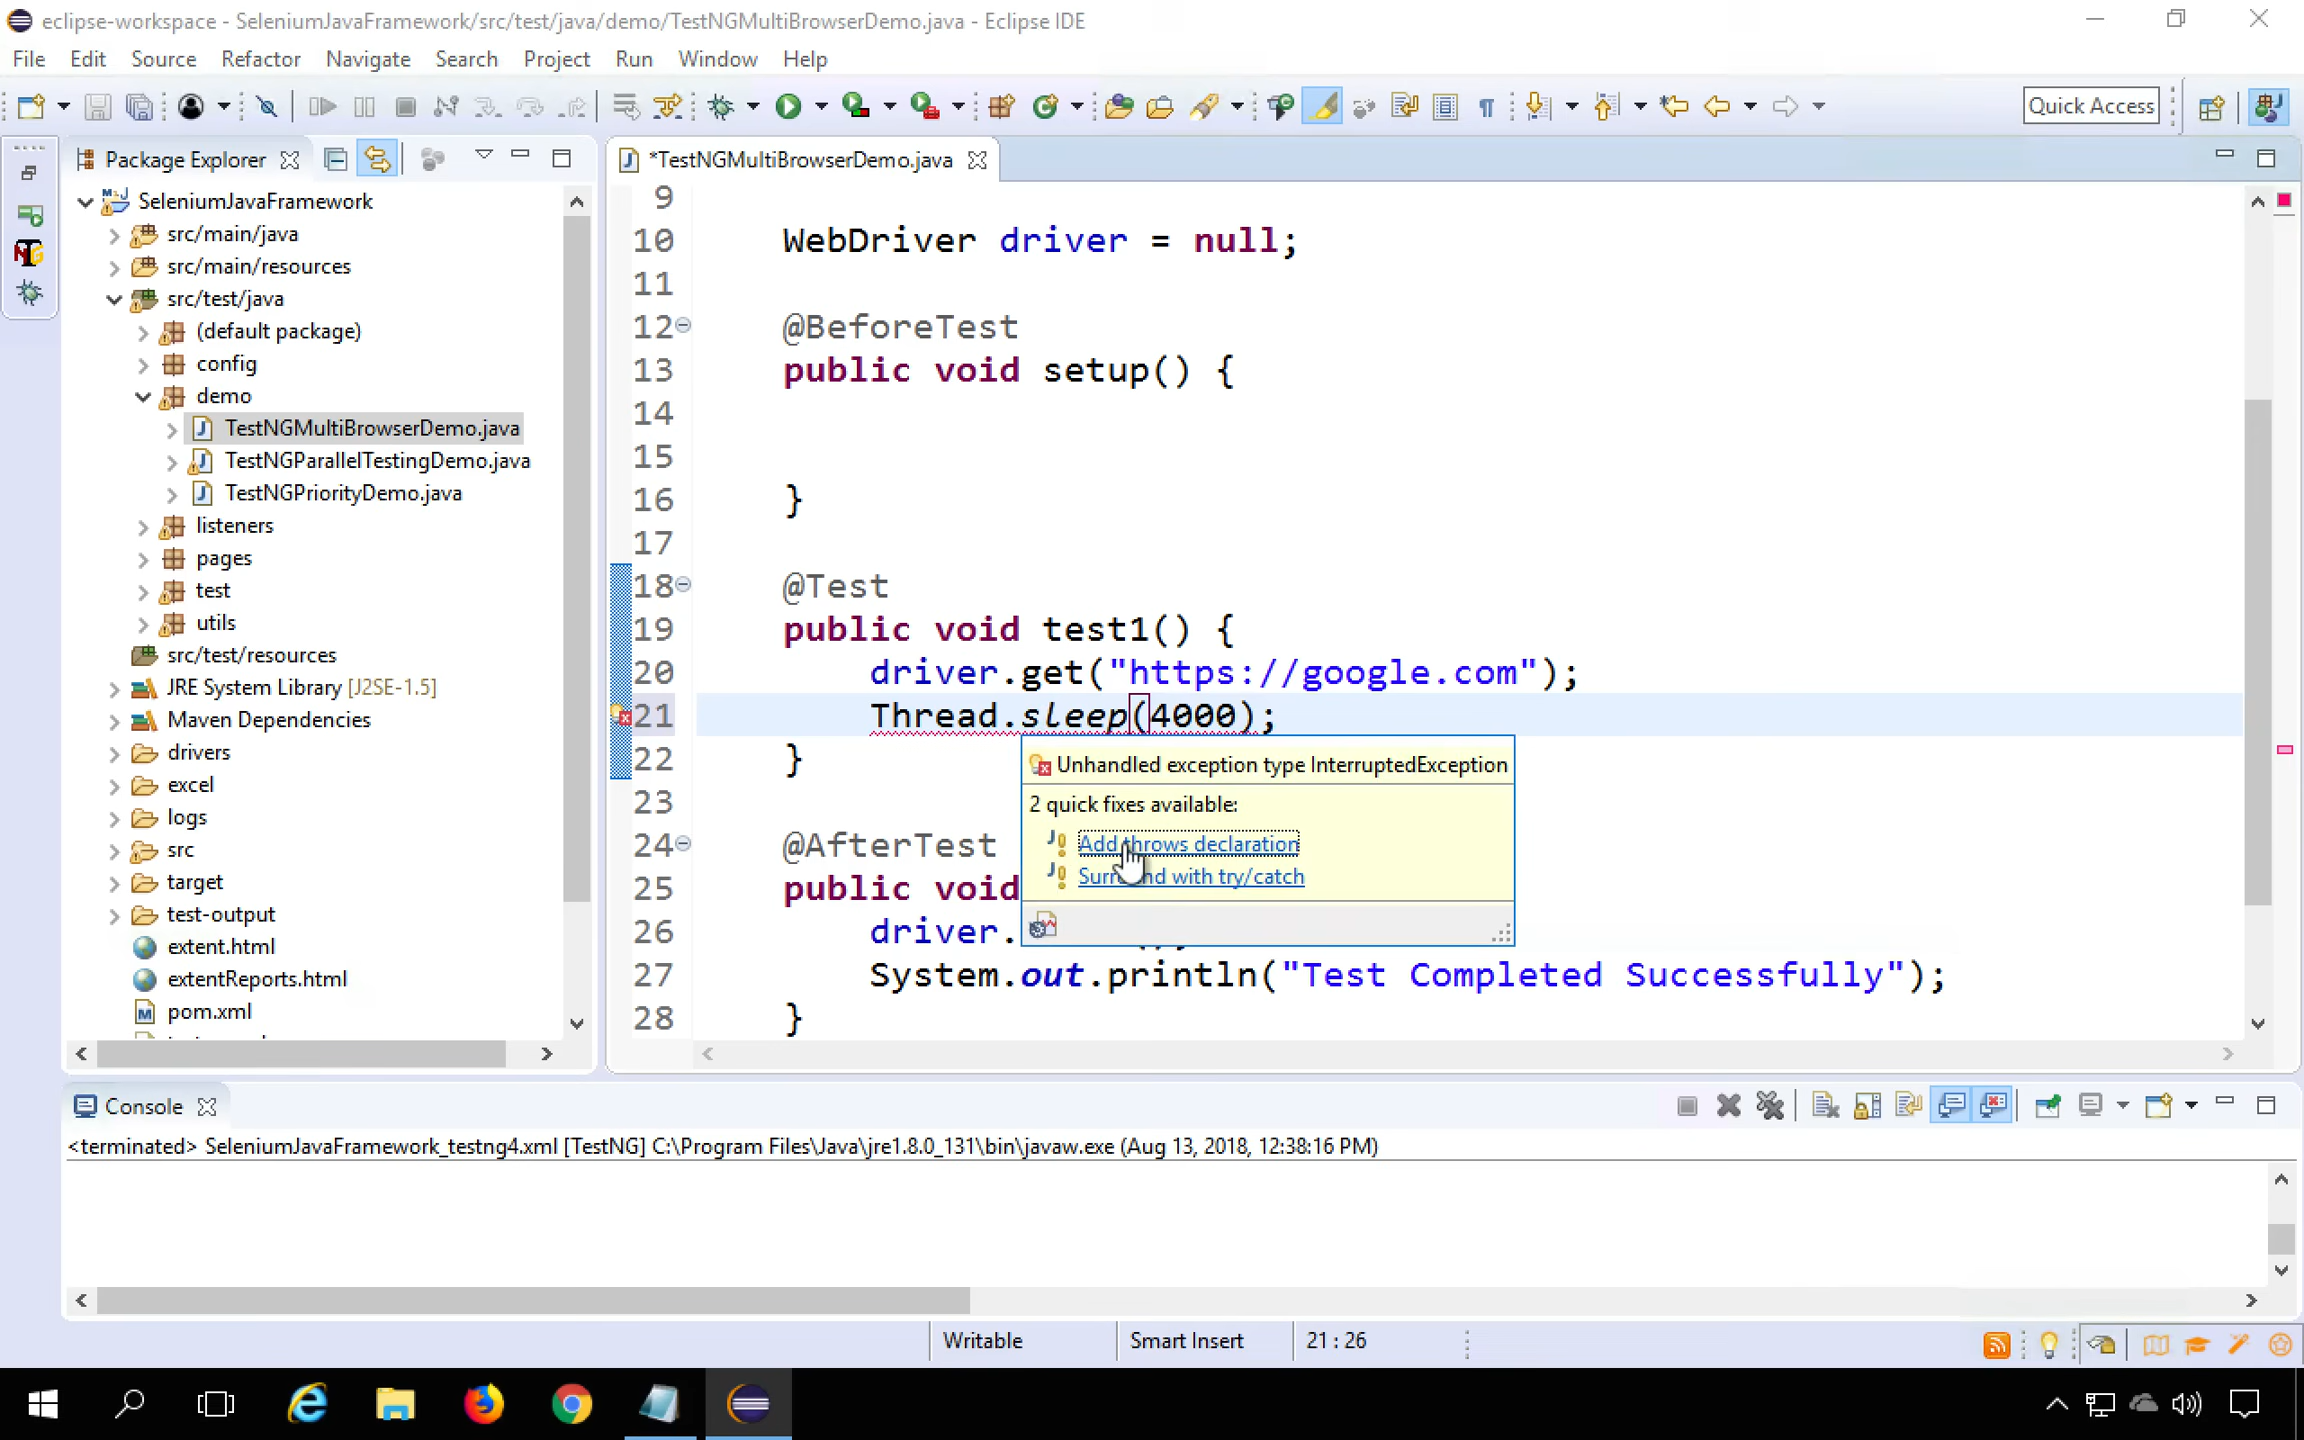 eclipse-workspace - SeleniumJavaFramework/src/test/java/demo/TestNGMultiBrowserDemo.java - Eclipse IDE
File Edit Source Refactor Navigate Search Project Run Window Help
Quick Access
Package Explorer
SeleniumJavaFramework
src/main/java
src/main/resources
src/test/java
(default package)
config
demo
TestNGMultiBrowserDemo.java
TestNGParallelTestingDemo.java
TestNGPriorityDemo.java
listeners
pages
test
utils
src/test/resources
JRE System Library [J2SE-1.5]
Maven Dependencies
drivers
excel
logs
src
target
test-output
extent.html
extentReports.html
pom.xml
*TestNGMultiBrowserDemo.java
9
10 WebDriver driver = null;
11
12 @BeforeTest
13 public void setup() {
14
15
16 }
17
18 @Test
19 public void test1() {
20 driver.get("https://google.com");
21 Thread.sleep(4000);
22 }
23
24 @AfterTest
25 public void
26 driver.
27 System.out.println("Test Completed Successfully");
28 }
Unhandled exception type InterruptedException
2 quick fixes available:
Add throws declaration
Surround with try/catch
Console
<terminated> SeleniumJavaFramework_testng4.xml [TestNG] C:\Program Files\Java\jre1.8.0_131\bin\javaw.exe (Aug 13, 2018, 12:38:16 PM)
Writable Smart Insert 21 : 26